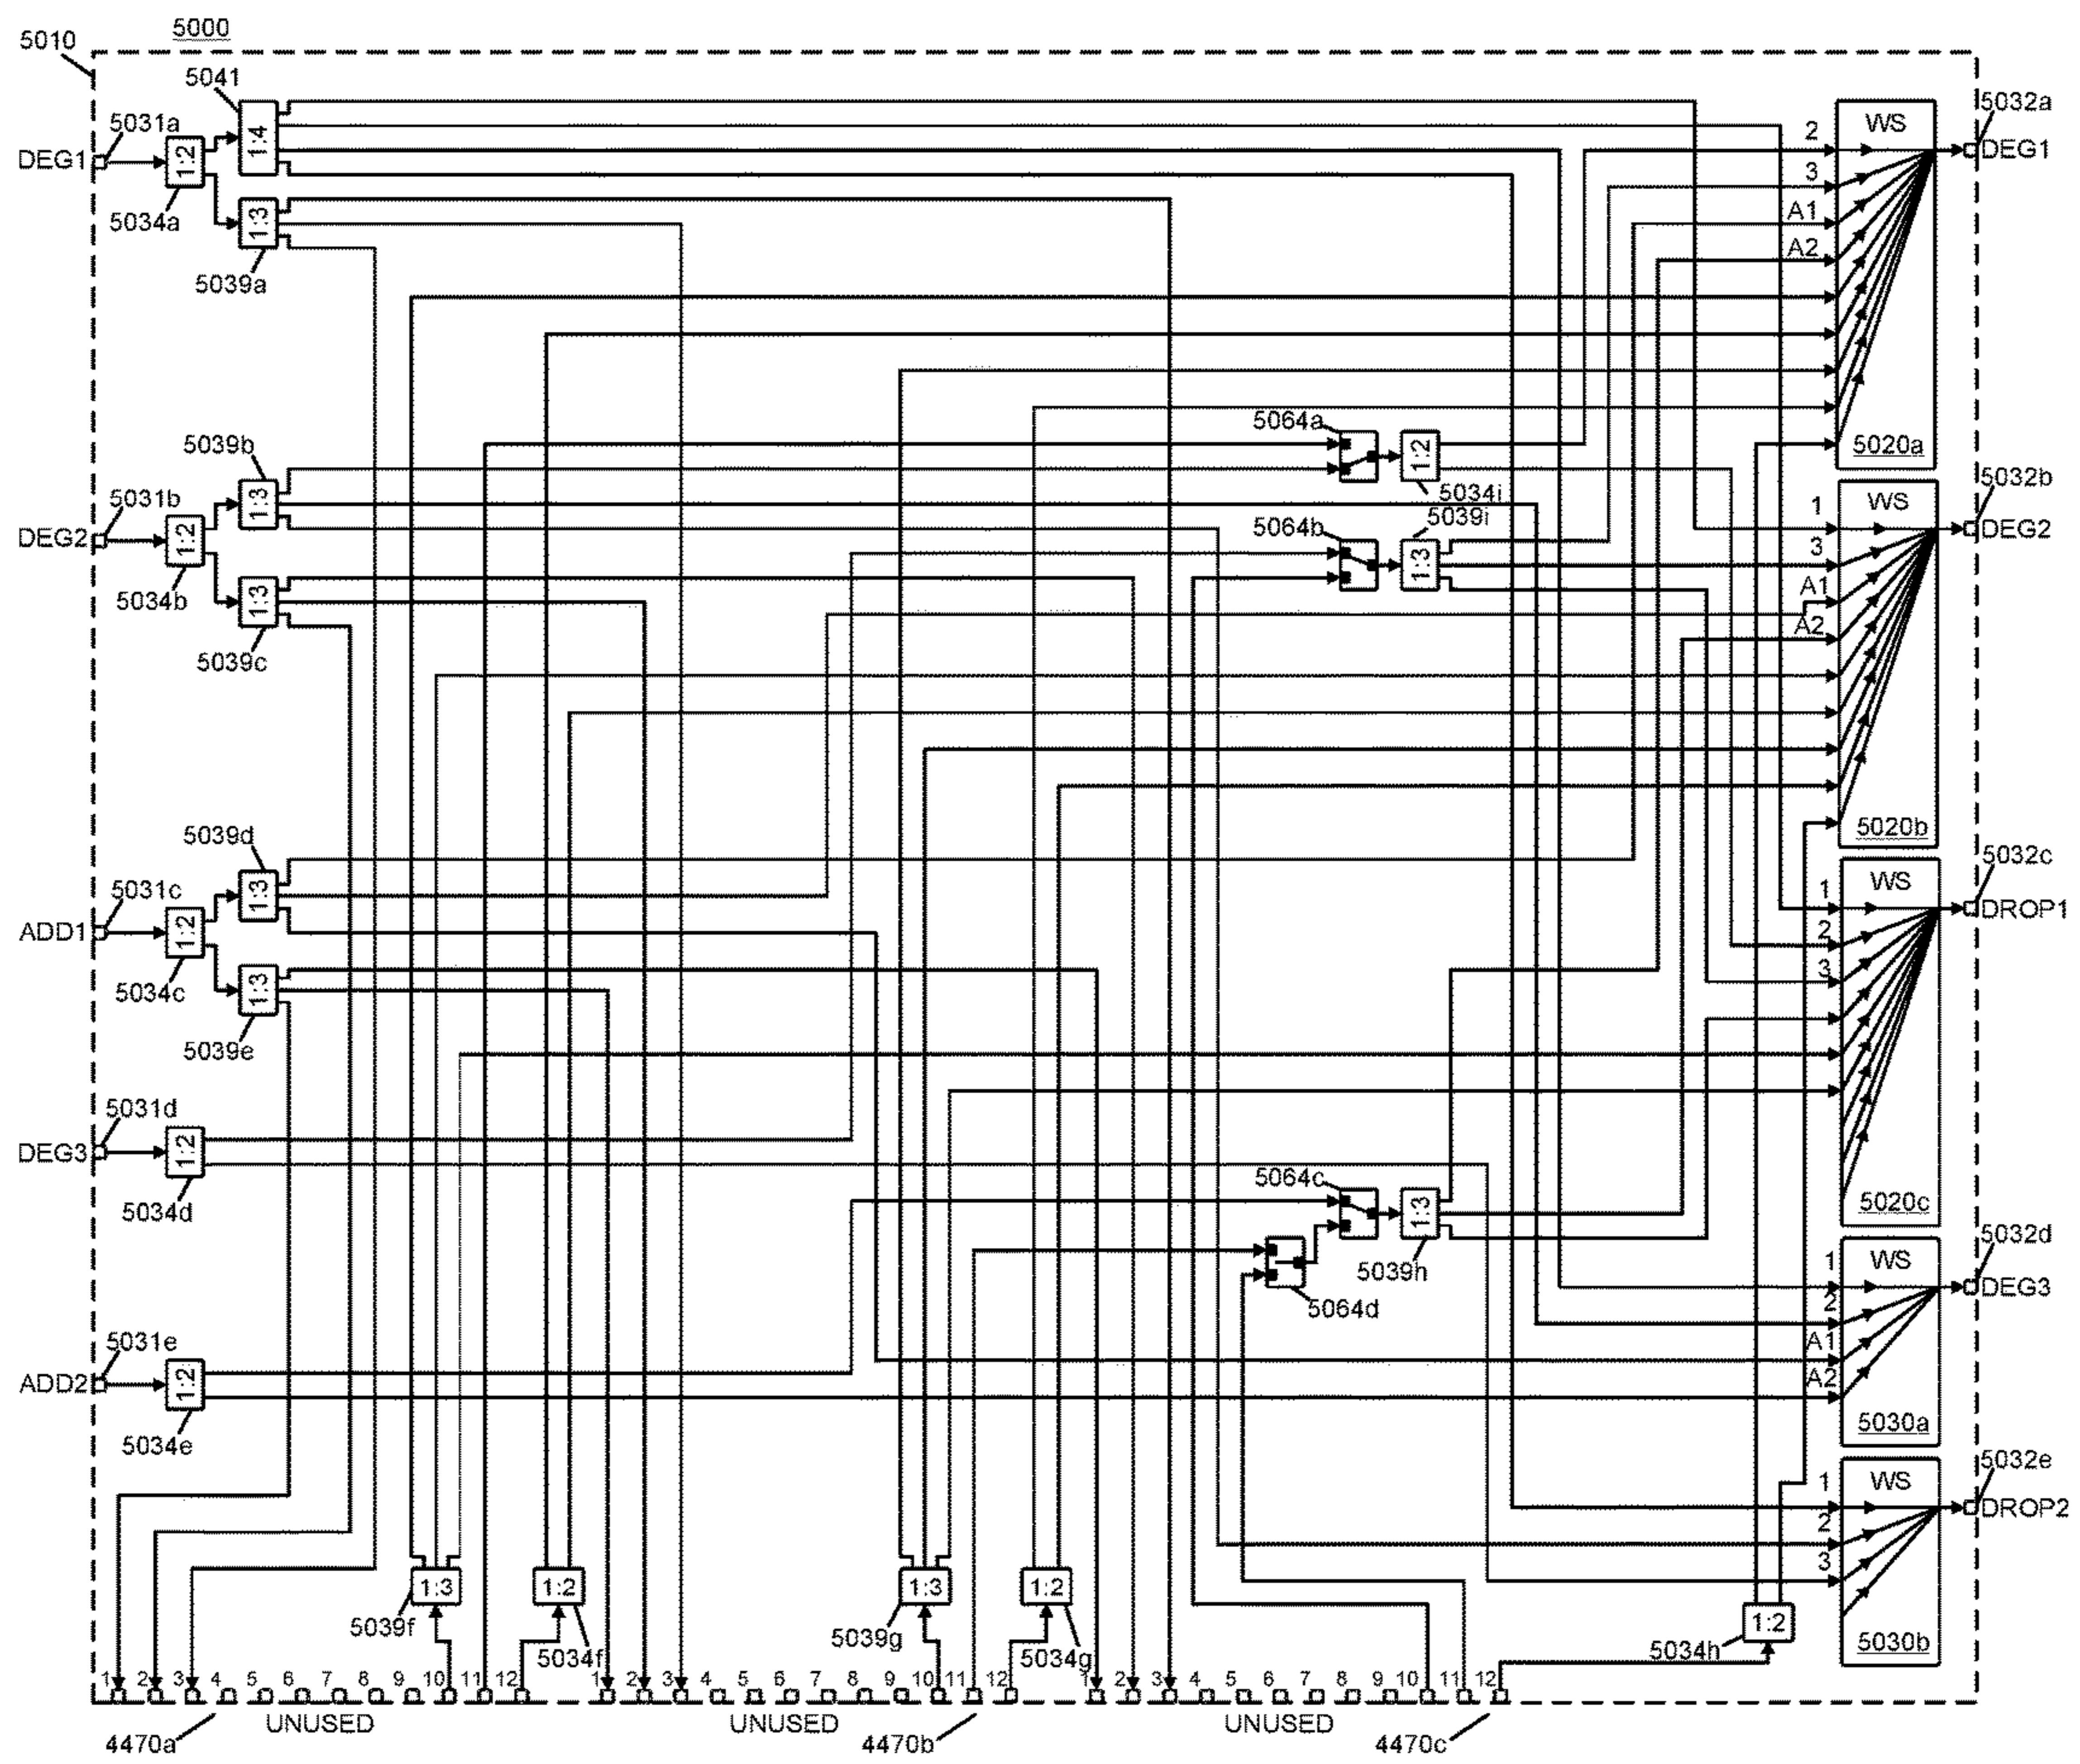 5000
5010
5041
5031a
DEG1
1:2
5034a
1:4
1:3
5039a
5039b
5031b
DEG2
1:2
5034b
1:3
1:3
5039c
5039d
5031c
ADD1
1:2
5034c
1:3
1:3
5039e
5031d
DEG3
1:2
5034d
5031e
ADD2
1:2
5034e
5064a
1:2
5034i
5039i
5064b
1:3
5064c
1:3
5039h
5064d
WS
2
3
A1
A2
5020a
5032a
DEG1
WS
1
3
A1
A2
5020b
5032b
DEG2
WS
1
2
3
5020c
5032c
DROP1
WS
1
2
A1
A2
5030a
5032d
DEG3
WS
1
2
3
5030b
5032e
DROP2
1:3
5039f
1:2
5034f
1:3
5039g
1:2
5034g
1:2
5034h
1 2 3 4 5 6 7 8 9 10 11 12
1 2 3 4 5 6 7 8 9 10 11 12
1 2 3 4 5 6 7 8 9 10 11 12
UNUSED
UNUSED
UNUSED
4470a
4470b
4470c